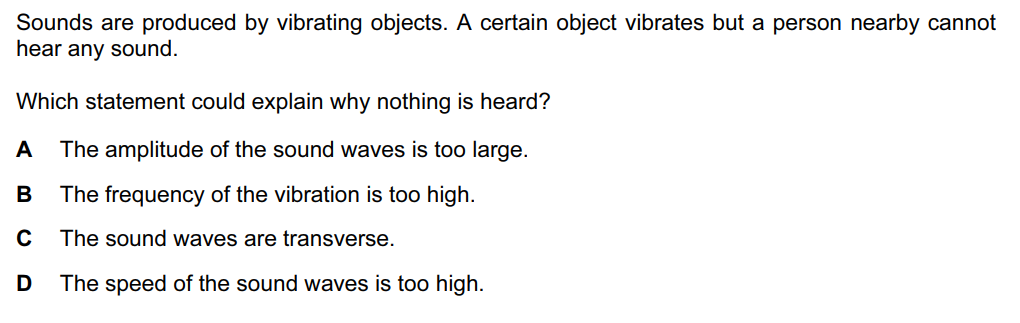 Sounds are produced by vibrating objects. A certain object vibrates but a person nearby cannot
hear any sound.
Which statement could explain why nothing is heard?
A The amplitude of the sound waves is too large.
B The frequency of the vibration is too high.
C The sound waves are transverse.
D The speed of the sound waves is too high.